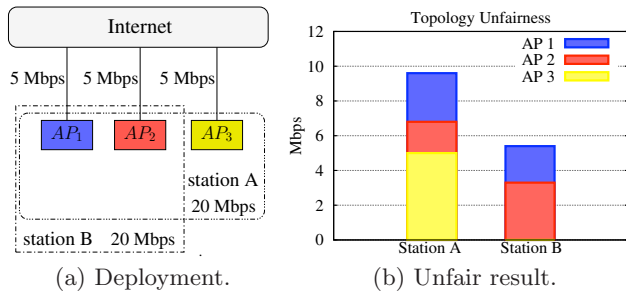 Internet
5 Mbps 5 Mbps 5 Mbps
AP1 AP2 AP3
station A
20 Mbps
station B 20 Mbps
(a) Deployment.
Topology Unfairness
AP 1
AP 2
AP 3
Mbps
12
10
8
6
4
2
0
Station A Station B
(b) Unfair result.